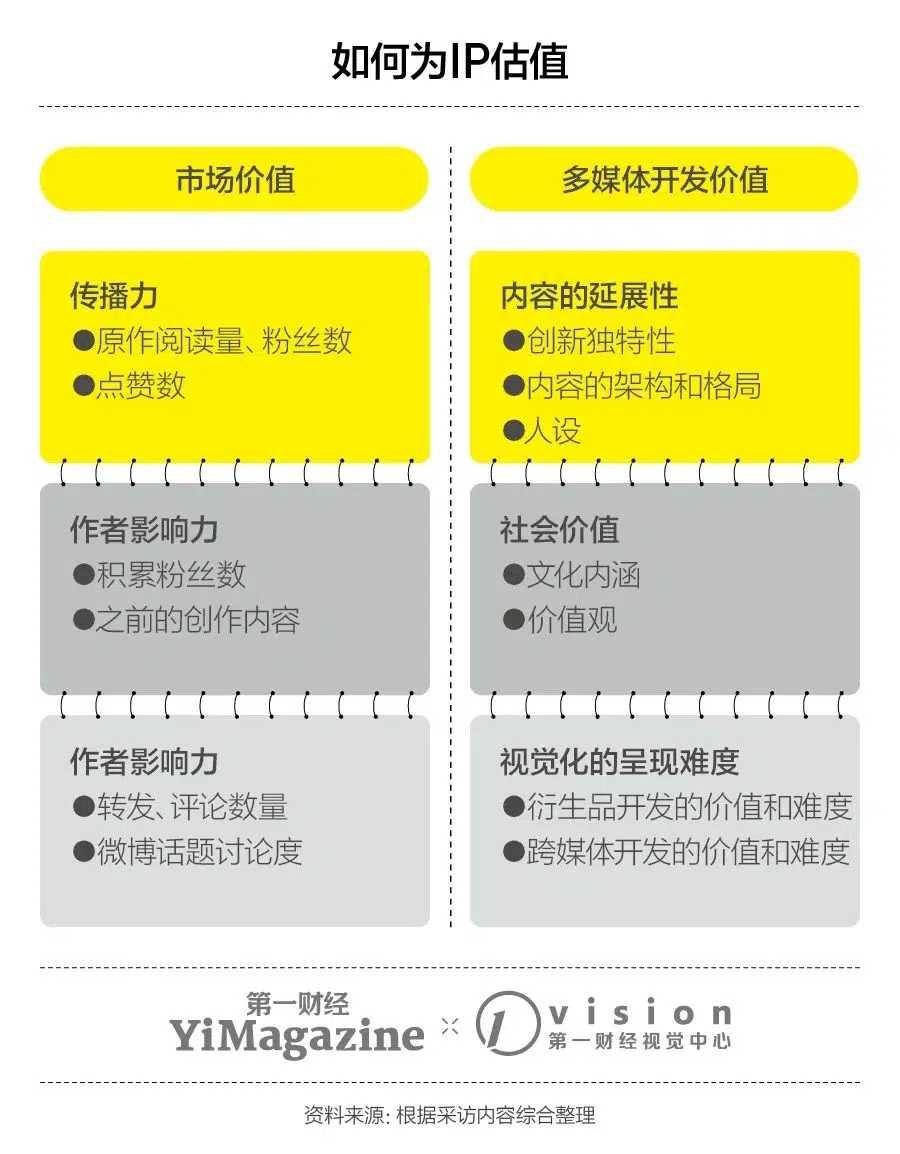 如何为IP估值
市场价值
传播力
●原作阅读量、粉丝数
●点赞数
作者影响力
●积累粉丝数
●之前的创作内容
作者影响力
●转发、评论数量
●微博话题讨论度
多媒体开发价值
内容的延展性
●创新独特性
●内容的架构和格局
●人设
社会价值
●文化内涵
●价值观
视觉化的呈现难度
●衍生品开发的价值和难度
●跨媒体开发的价值和难度
第一财经
YiMagazine
vision
第一财经视觉中心
资料来源：根据采访内容综合整理